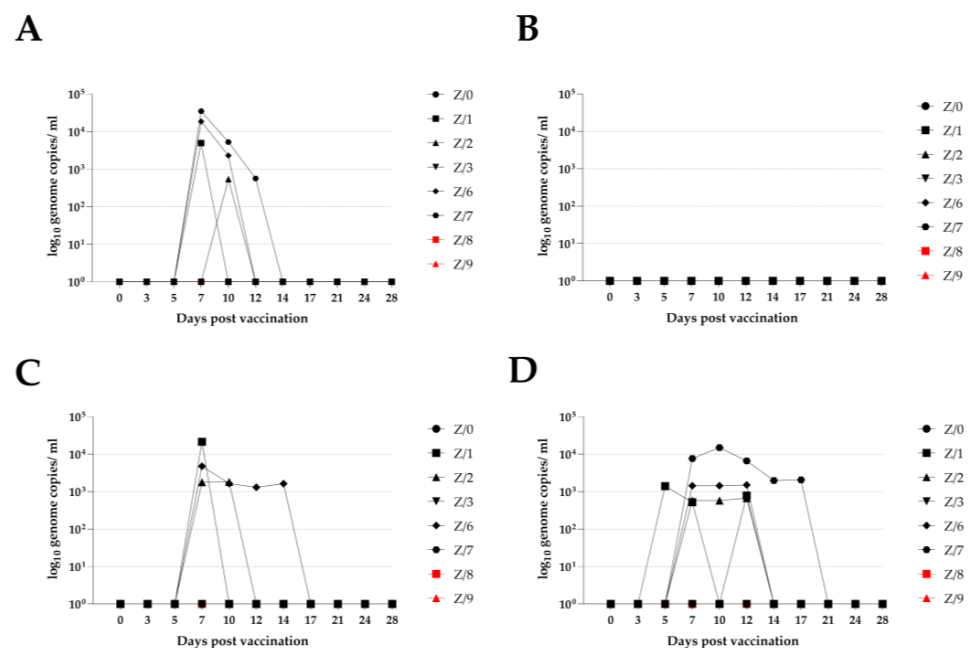 A
B
log10 genome copies/ ml
10⁵
10⁴
10³
10²
10¹
10⁰
0 3 5 7 10 12 14 17 21 24 28
Days post vaccination
Z/0
Z/1
Z/2
Z/3
Z/6
Z/7
Z/8
Z/9
log10 genome copies/ ml
10⁵
10⁴
10³
10²
10¹
10⁰
0 3 5 7 10 12 14 17 21 24 28
Days post vaccination
Z/0
Z/1
Z/2
Z/3
Z/6
Z/7
Z/8
Z/9
C
D
log10 genome copies/ ml
10⁵
10⁴
10³
10²
10¹
10⁰
0 3 5 7 10 12 14 17 21 24 28
Days post vaccination
Z/0
Z/1
Z/2
Z/3
Z/6
Z/7
Z/8
Z/9
log10 genome copies/ ml
10⁵
10⁴
10³
10²
10¹
10⁰
0 3 5 7 10 12 14 17 21 24 28
Days post vaccination
Z/0
Z/1
Z/2
Z/3
Z/6
Z/7
Z/8
Z/9